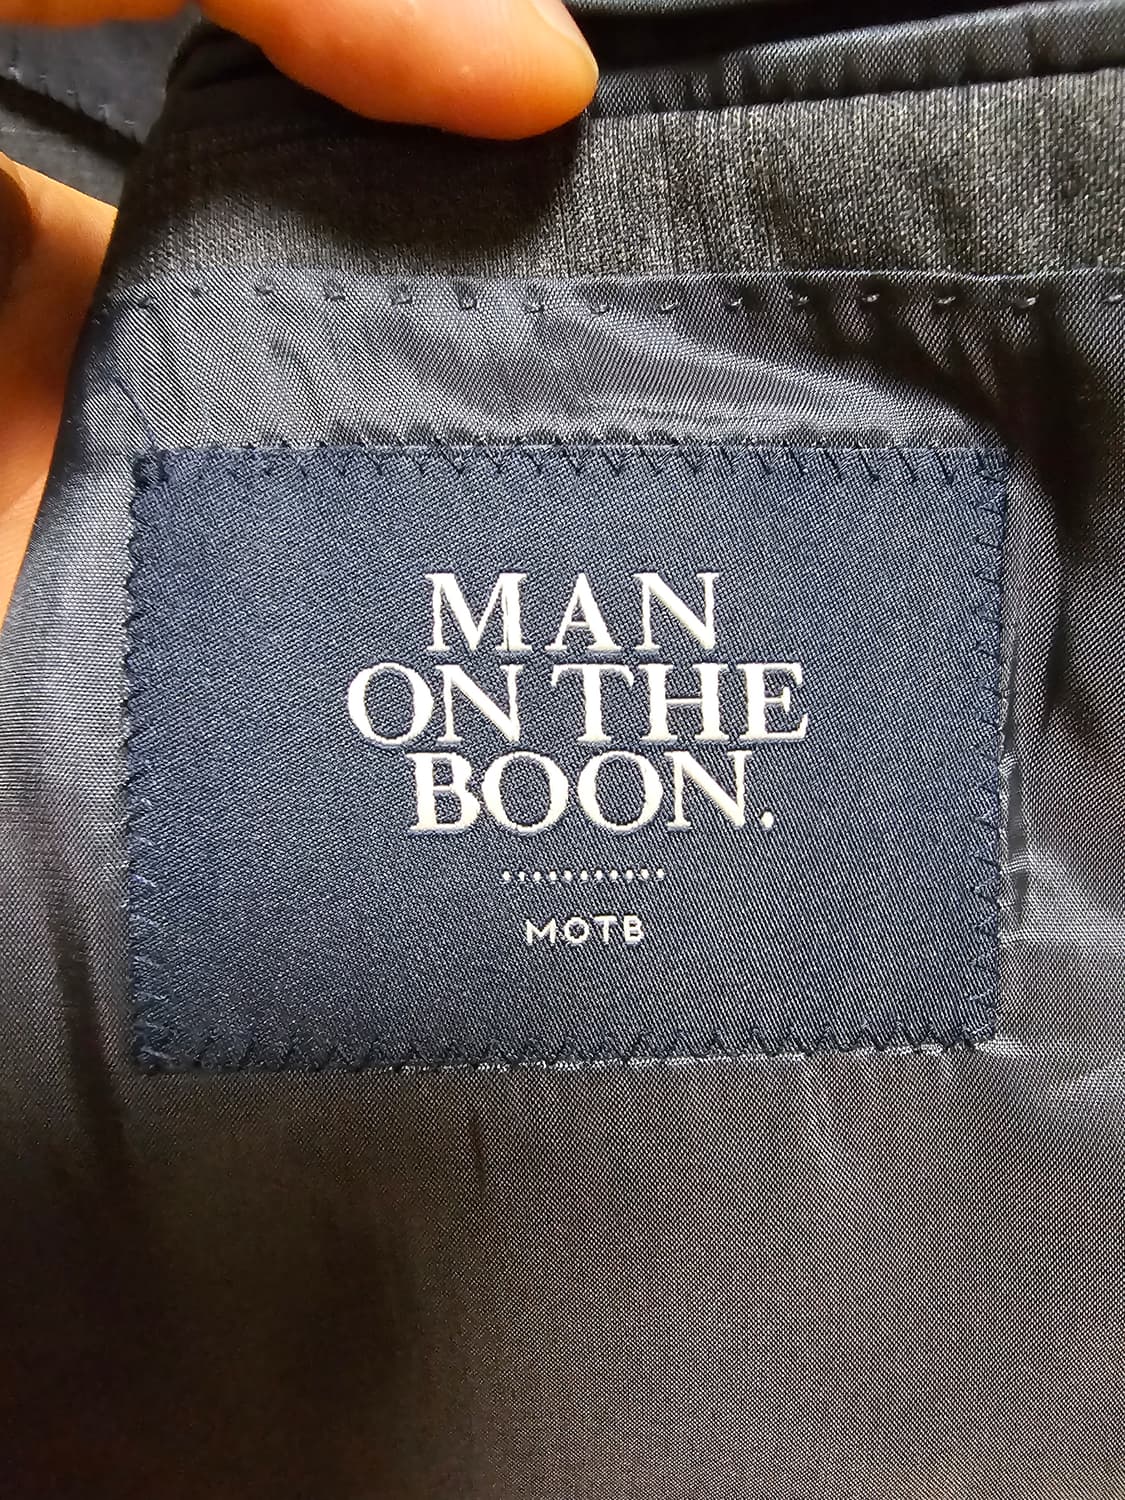 MAN
ON THE
BOON.
MOTB